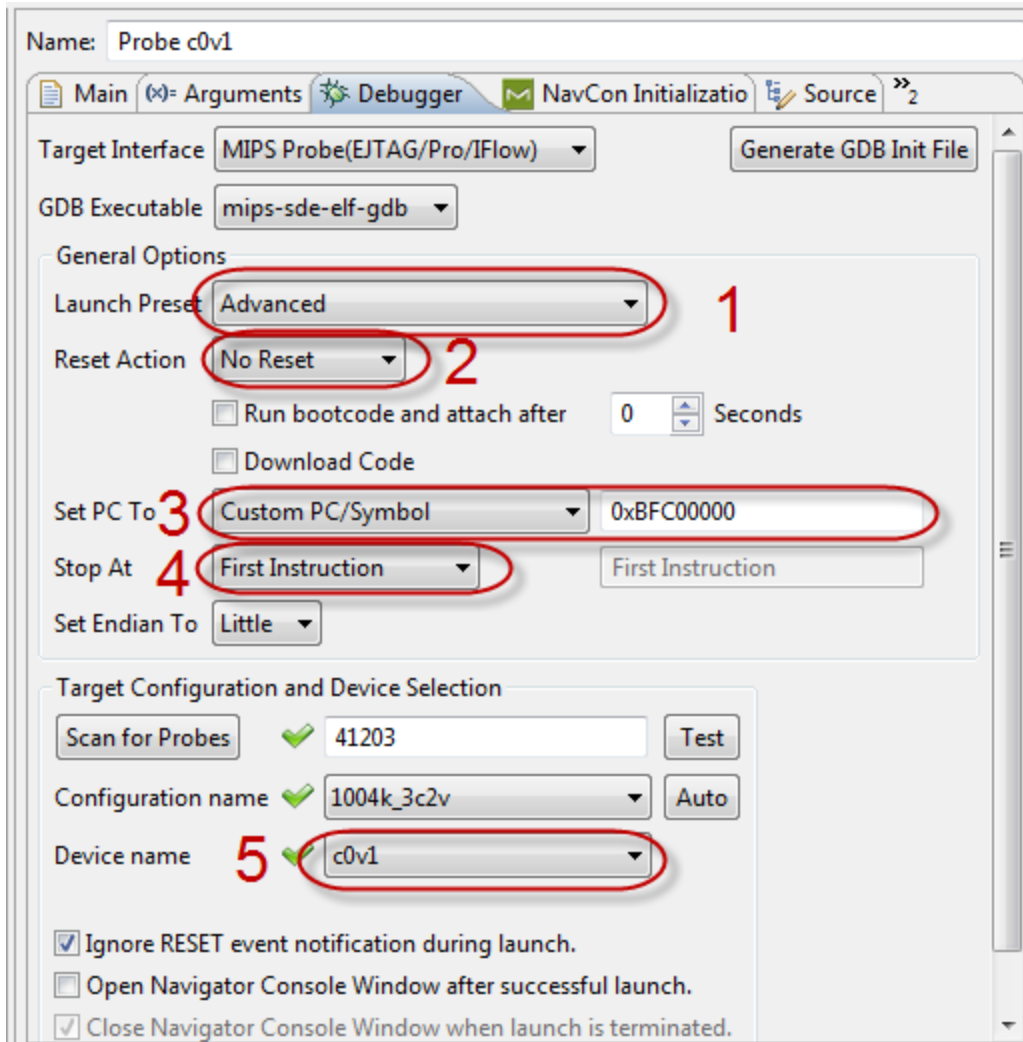 Name: Probe c0v1
Main (x)= Arguments Debugger NavCon Initializatio Source »2
Target Interface MIPS Probe(EJTAG/Pro/IFlow) Generate GDB Init File
GDB Executable mips-sde-elf-gdb
General Options
Launch Preset Advanced 1
Reset Action No Reset 2
Run bootcode and attach after 0 Seconds
Download Code
Set PC To 3 Custom PC/Symbol 0xBFC00000
Stop At 4 First Instruction First Instruction
Set Endian To Little
Target Configuration and Device Selection
Scan for Probes 41203 Test
Configuration name 1004k_3c2v Auto
Device name 5 c0v1
Ignore RESET event notification during launch.
Open Navigator Console Window after successful launch.
Close Navigator Console Window when launch is terminated.